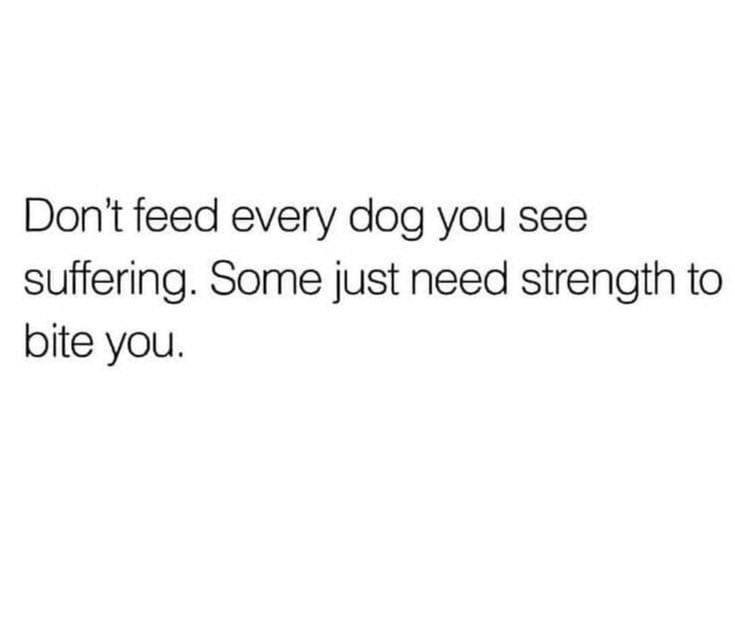 Don't feed every dog you see
suffering. Some just need strength to
bite you.